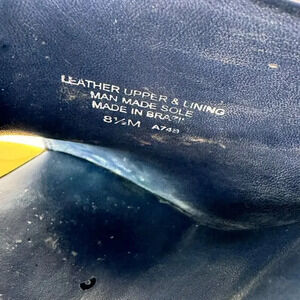 LEATHER UPPER & LINING
MAN MADE SOLE
MADE IN BRAZIL
8½M A748